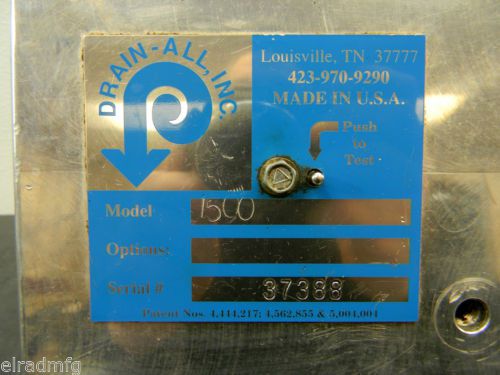 DRAIN-ALL, INC.
Louisville, TN 37777
423-970-9290
MADE IN U.S.A.
Push
to
Test
Model 1500
Options:
Serial # 37388
Patent Nos. 4,444,217; 4,562,855 & 5,004,004
elradmfg